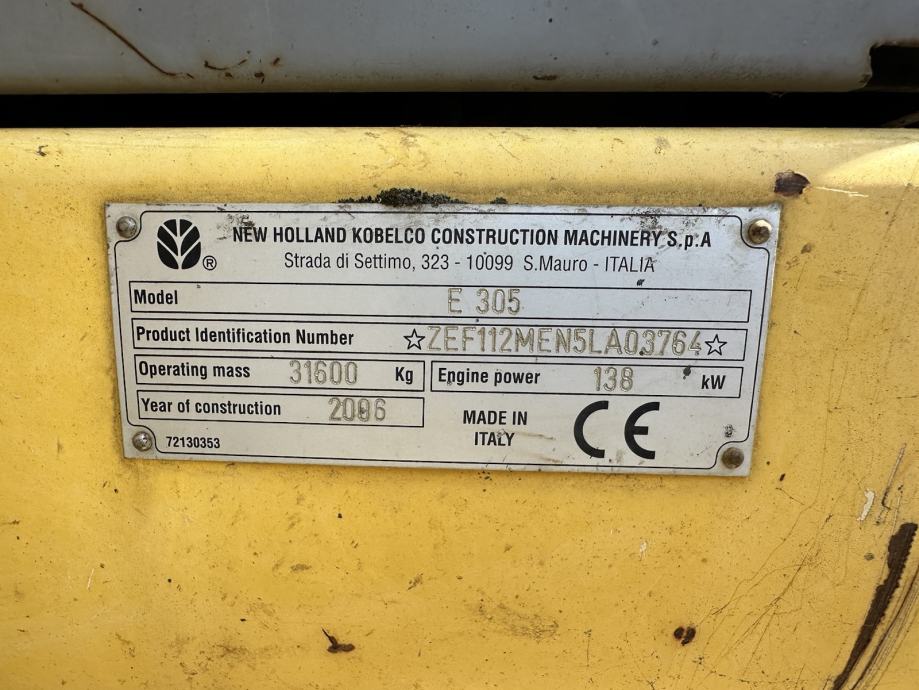 NEW HOLLAND KOBELCO CONSTRUCTION MACHINERY S.p.A
Strada di Settimo, 323 - 10099 S.Mauro - ITALIA
Model E 305
Product Identification Number ☆ZEF112MEN5LA03764☆
Operating mass 31600 Kg Engine power 138 kW
Year of construction 2006
MADE IN
ITALY
CE
72130353
®